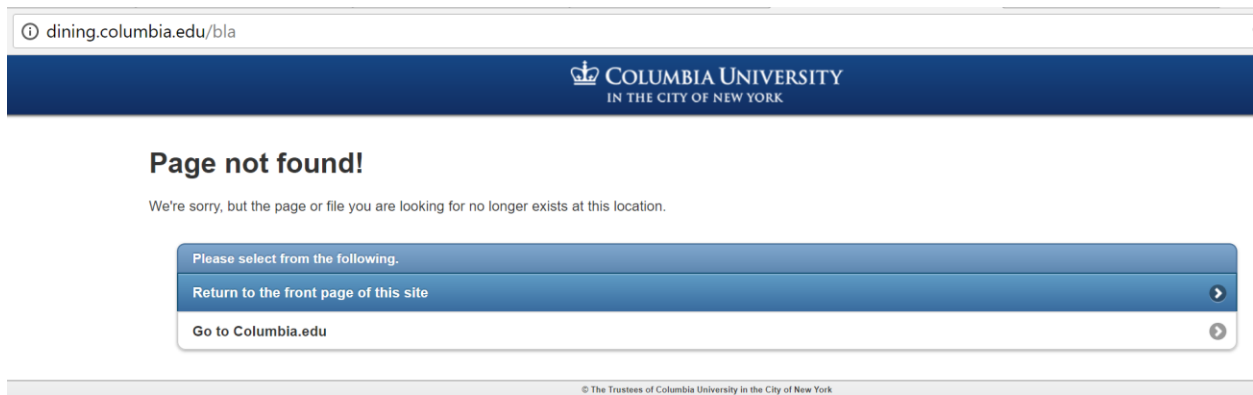 dining.columbia.edu/bla
COLUMBIA UNIVERSITY
IN THE CITY OF NEW YORK
Page not found!
We're sorry, but the page or file you are looking for no longer exists at this location.
Please select from the following.
Return to the front page of this site
Go to Columbia.edu
© The Trustees of Columbia University in the City of New York